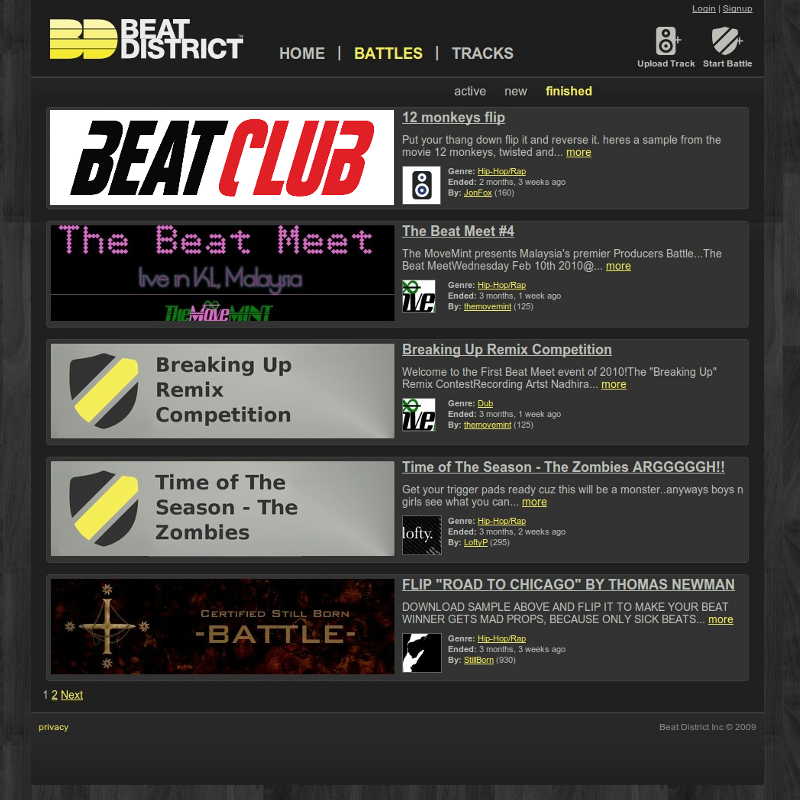 Login | Signup
BEAT
DISTRICT
HOME | BATTLES | TRACKS
Upload Track Start Battle
active new finished
BEATCLUB
12 monkeys flip
Put your thang down flip it and reverse it. heres a sample from the
movie 12 monkeys, twisted and... more
Genre: Hip-Hop/Rap
Ended: 2 months, 3 weeks ago
By: JonFox (160)
The Beat Meet
live in KL, Malaysia
TheMoveMINT
The Beat Meet #4
The MoveMint presents Malaysia's premier Producers Battle...The
Beat MeetWednesday Feb 10th 2010@... more
Genre: Hip-Hop/Rap
Ended: 3 months, 1 week ago
By: themovemint (125)
Breaking Up
Remix
Competition
Breaking Up Remix Competition
Welcome to the First Beat Meet event of 2010!The "Breaking Up"
Remix ContestRecording Artst Nadhira... more
Genre: Dub
Ended: 3 months, 1 week ago
By: themovemint (125)
Time of The
Season - The
Zombies
Time of The Season - The Zombies ARGGGGGH!!
Get your trigger pads ready cuz this will be a monster..anyways boys n
girls see what you can... more
lofty.
Genre: Hip-Hop/Rap
Ended: 3 months, 2 weeks ago
By: LoftyP (295)
Certified Still Born
-BATTLE-
FLIP "ROAD TO CHICAGO" BY THOMAS NEWMAN
DOWNLOAD SAMPLE ABOVE AND FLIP IT TO MAKE YOUR BEAT
WINNER GETS MAD PROPS, BECAUSE ONLY SICK BEATS... more
Genre: Hip-Hop/Rap
Ended: 3 months, 3 weeks ago
By: StillBorn (930)
1 2 Next
privacy
Beat District Inc © 2009